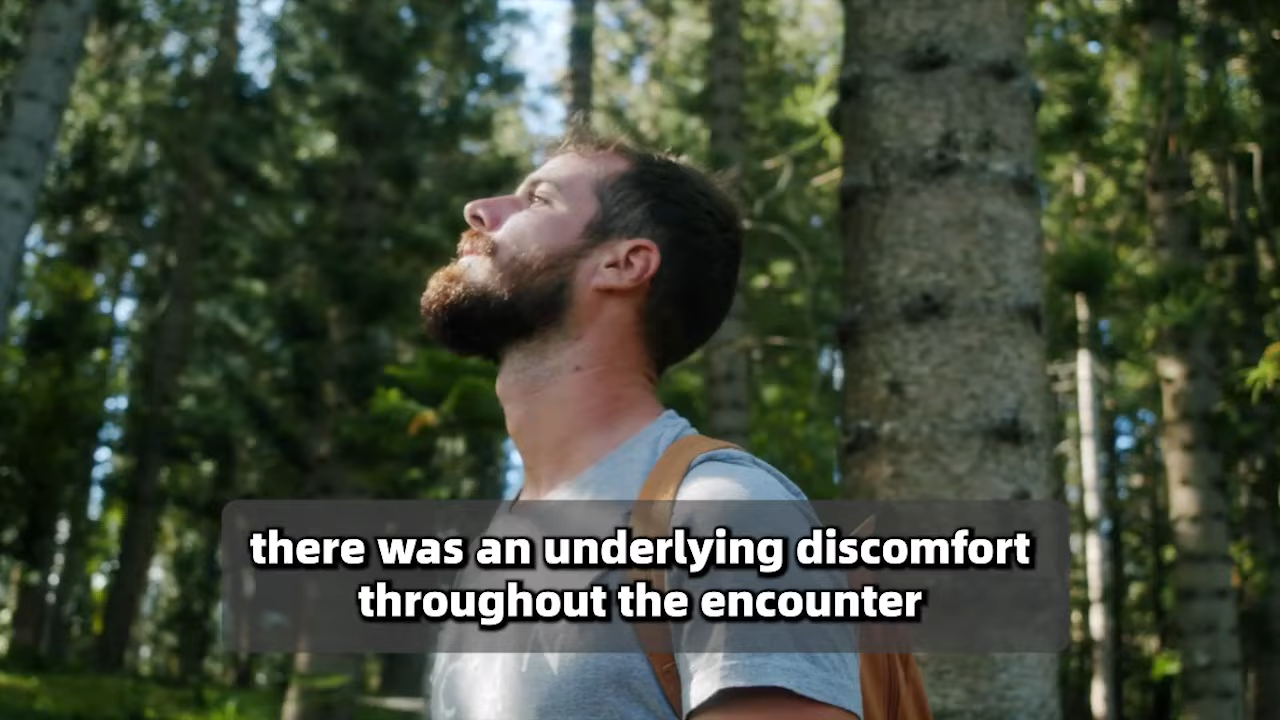 there was an underlying discomfort
throughout the encounter